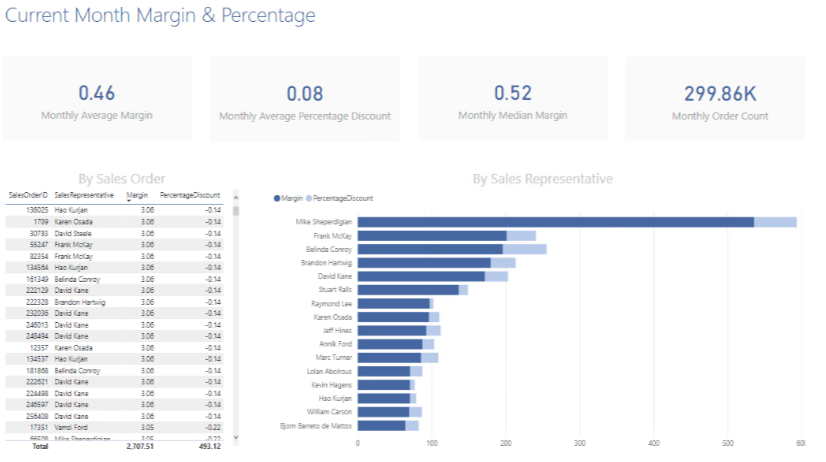 Current Month Margin & Percentage
0.46
Monthly Average Margin
0.08
Monthly Average Percentage Discount
0.52
Monthly Median Margin
299.86K
Monthly Order Count
By Sales Order
SalesOrderID SalesRepresentative Margin PercentageDiscount
136025 Hao Kurjan 3.06 -0.14
1709 Karen Osada 3.06 -0.14
30783 David Steele 3.06 -0.14
55247 Frank McKay 3.06 -0.14
82354 Frank McKay 3.06 -0.14
134564 Hao Kurjan 3.06 -0.14
161349 Belinda Conroy 3.06 -0.14
222129 David Kane 3.06 -0.14
222328 Brandon Hartwig 3.06 -0.14
232036 David Kane 3.06 -0.14
246013 David Kane 3.06 -0.14
248494 David Kane 3.06 -0.14
12357 Karen Osada 3.06 -0.14
134537 Hao Kurjan 3.06 -0.14
181868 Belinda Conroy 3.06 -0.14
222621 David Kane 3.06 -0.14
224498 David Kane 3.06 -0.14
246597 David Kane 3.06 -0.14
256408 David Kane 3.06 -0.14
17351 Vamsi Ford 3.05 -0.22
66508 Mike Sheperdigian 3.05 -0.22
Total 2,707.51 493.12
By Sales Representative
Margin PercentageDiscount
Mike Sheperdigian
Frank McKay
Belinda Conroy
Brandon Hartwig
David Kane
Stuart Ralls
Raymond Lee
Karen Osada
Jeff Hines
Annik Ford
Marc Turner
Lolan Abolrous
Kevin Hagens
Hao Kurjan
William Carson
Bjorn Barreto de Mattos
0 100 200 300 400 500